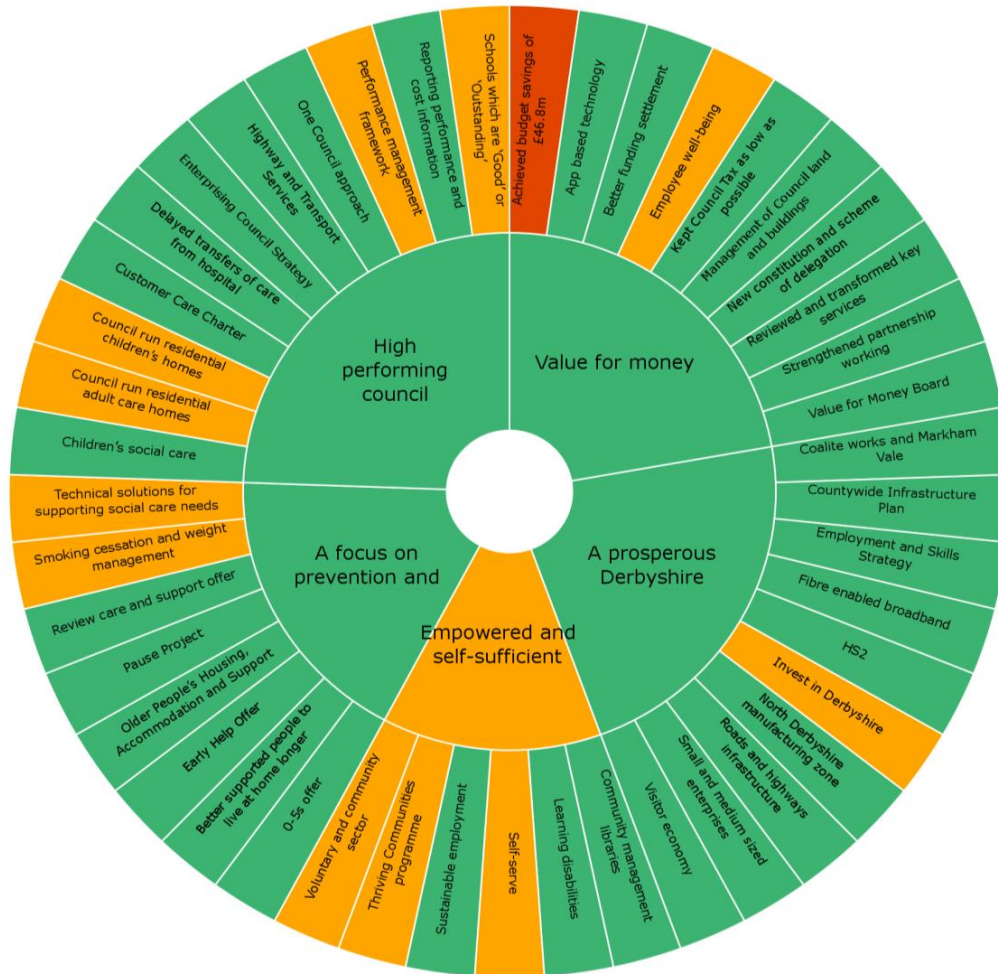 High
performing
council
Value for money
A prosperous
Derbyshire
Empowered and
self-sufficient
A focus on
prevention and
Achieved budget savings of
£46.8m
App based technology
Better funding settlement
Employee well-being
Kept Council Tax as low as
possible
Management of Council land
and buildings
New constitution and scheme
of delegation
Reviewed and transformed key
services
Strengthened partnership
working
Value for Money Board
Coalite works and Markham
Vale
Countywide Infrastructure
Plan
Employment and Skills
Strategy
Fibre enabled broadband
HS2
Invest in Derbyshire
North Derbyshire
manufacturing zone
Roads and highways
infrastructure
Small and medium sized
enterprises
Visitor economy
Community management
libraries
Learning disabilities
Self-serve
Sustainable employment
Thriving Communities
programme
Voluntary and community
sector
0-5s offer
Better supported people to
live at home longer
Early Help Offer
Older People's Housing,
Accommodation and Support
Pause Project
Review care and support offer
Smoking cessation and weight
management
Technical solutions for
supporting social care needs
Children's social care
Council run residential
adult care homes
Council run residential
children's homes
Customer Care Charter
Delayed transfers of care
from hospital
Enterprising Council Strategy
Highway and Transport
Services
One Council approach
Performance management
framework
Reporting performance and
cost information
Schools which are 'Good' or
'Outstanding'